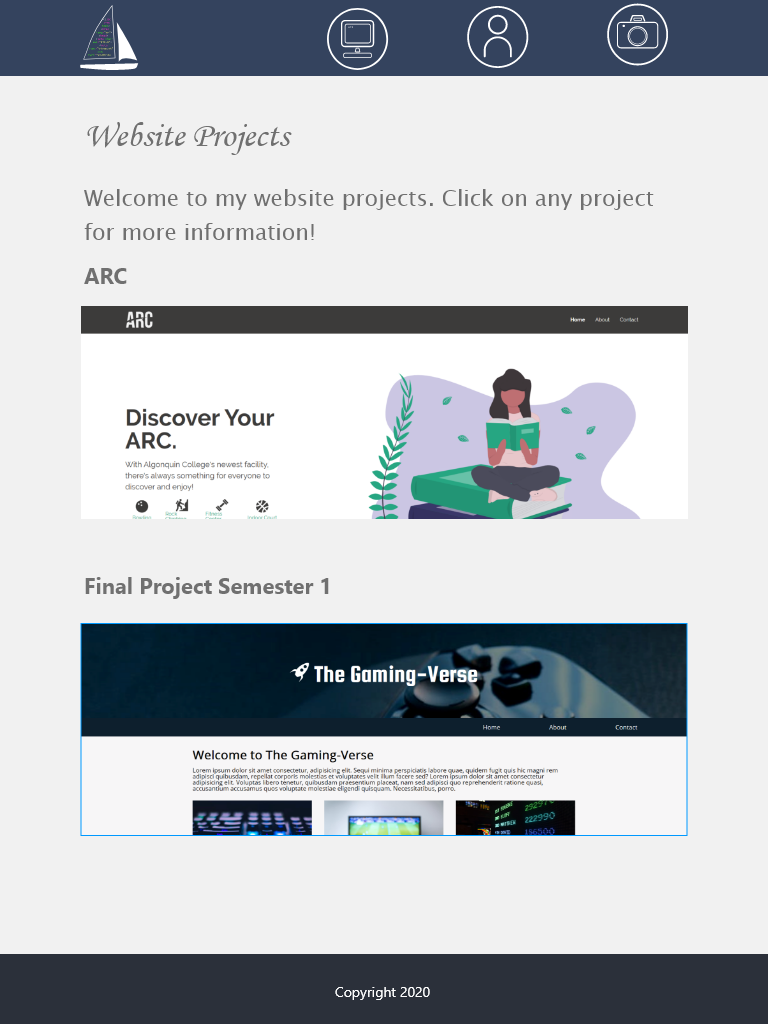 Website Projects
Welcome to my website projects. Click on any project
for more information!
ARC
ARC
Home About Contact
Discover Your
ARC.
With Algonquin College's newest facility,
there's always something for everyone to
discover and enjoy!
Rock Fitness
Final Project Semester 1
The Gaming-Verse
Home About Contact
Welcome to The Gaming-Verse
Lorem ipsum dolor sit amet consectetur, adipisicing elit. Sequi minima perspiciatis labore quae, quidem fugit quis hic magni rem
adipisci quibusdam, repellat corporis molestias et voluptates velit illum facere sed? Lorem ipsum dolor sit amet consectetur
adipisicing elit. Voluptas libero tenetur, quibusdam praesentium placeat, nam sed adipisci quo reprehenderit ratione quasi,
accusantium accusamus quos voluptate molestiae eligendi quisquam. Necessitatibus, porro.
222990
156500
Copyright 2020